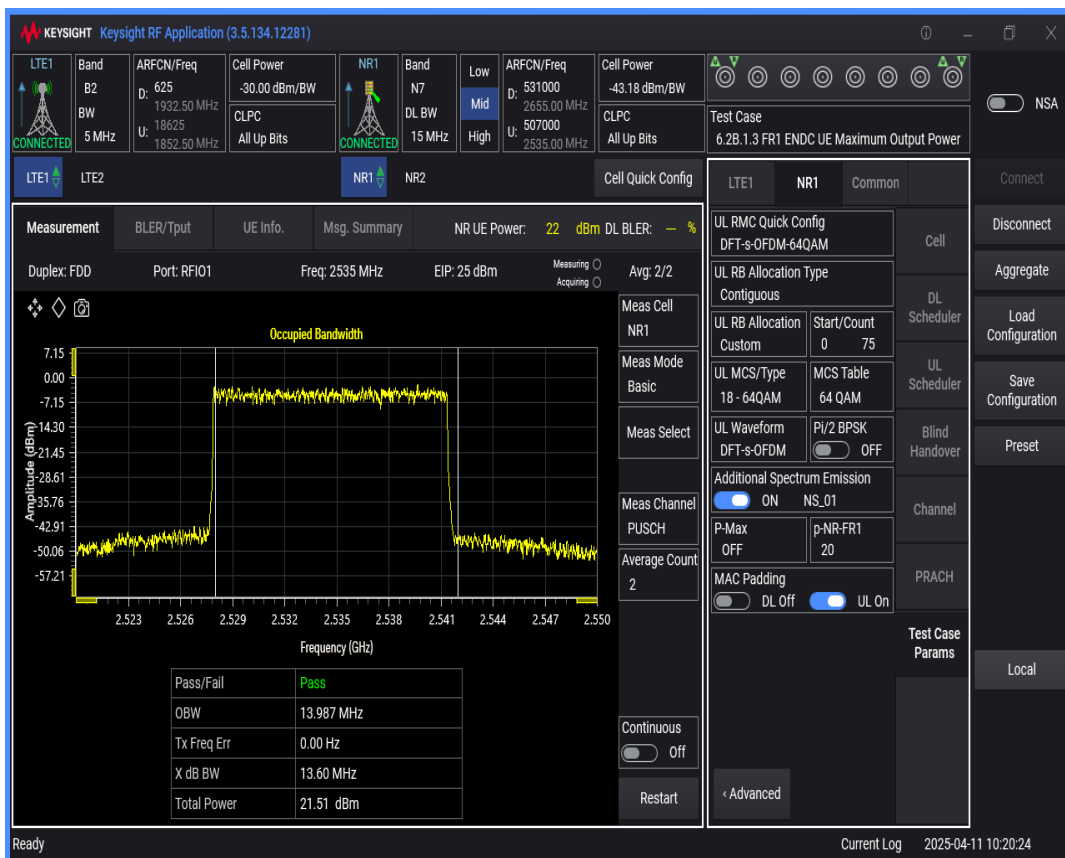 KEYSIGHT Keysight RF Application (3.5.134.12281)
LTE1 Band ARFCN/Freq Cell Power NR1 Band Low ARFCN/Freq Cell Power
B2 D: 625 -30.00 dBm/BW N7 D: 531000 -43.18 dBm/BW
1932.50 MHz 2655.00 MHz
BW CLPC DL BW Mid CLPC
U: 18625 U: 507000
CONNECTED 5 MHz 1852.50 MHz All Up Bits CONNECTED 15 MHz High 2535.00 MHz All Up Bits
Test Case
6.2B.1.3 FR1 ENDC UE Maximum Output Power
NSA
LTE1 LTE2 NR1 NR2 Cell Quick Config
LTE1 NR1 Common
Connect
Disconnect
Aggregate
Load
Configuration
Save
Configuration
Preset
Local
Measurement BLER/Tput UE Info. Msg. Summary NR UE Power: 22 dBm DL BLER: — %
Duplex: FDD Port: RFIO1 Freq: 2535 MHz EIP: 25 dBm Measuring Avg: 2/2
Acquiring
Occupied Bandwidth
7.15
0.00
-7.15
-14.30
-21.45
-28.61
-35.76
-42.91
-50.06
-57.21
Amplitude (dBm)
2.523 2.526 2.529 2.532 2.535 2.538 2.541 2.544 2.547 2.550
Frequency (GHz)
Pass/Fail Pass
OBW 13.987 MHz
Tx Freq Err 0.00 Hz
X dB BW 13.60 MHz
Total Power 21.51 dBm
Meas Cell
NR1
Meas Mode
Basic
Meas Select
Meas Channel
PUSCH
Average Count
2
Continuous
Off
Restart
UL RMC Quick Config
DFT-s-OFDM-64QAM
UL RB Allocation Type
Contiguous
UL RB Allocation Start/Count
Custom 0 75
UL MCS/Type MCS Table
18 - 64QAM 64 QAM
UL Waveform Pi/2 BPSK
DFT-s-OFDM OFF
Additional Spectrum Emission
ON NS_01
P-Max p-NR-FR1
OFF 20
MAC Padding
DL Off UL On
‹ Advanced
Cell
DL
Scheduler
UL
Scheduler
Blind
Handover
Channel
PRACH
Test Case
Params
Ready Current Log 2025-04-11 10:20:24